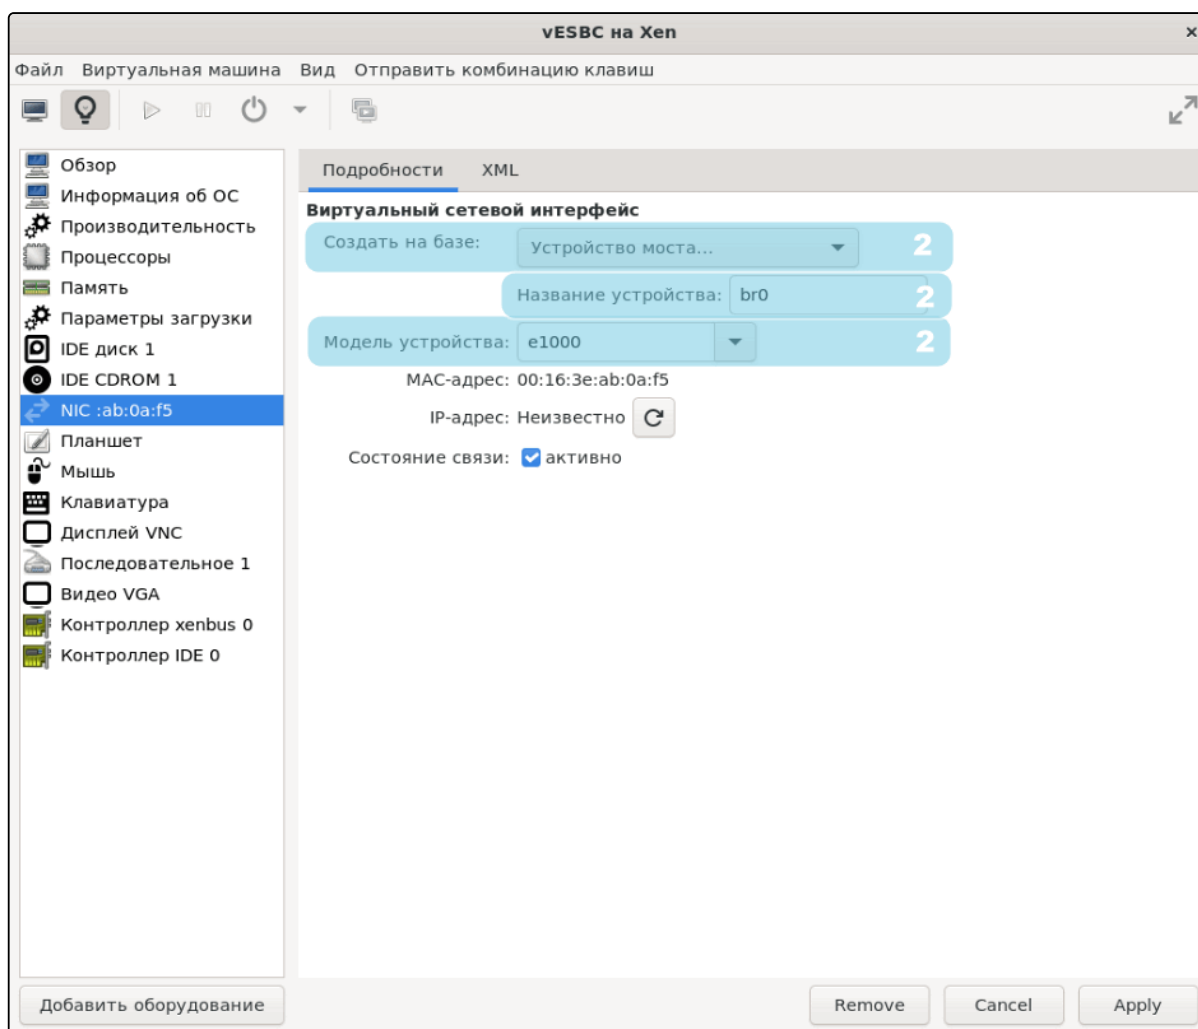 vESBC на Xen
×
Файл Виртуальная машина Вид Отправить комбинацию клавиш
Обзор
Информация об ОС
Производительность
Процессоры
Память
Параметры загрузки
IDE диск 1
IDE CDROM 1
NIC :ab:0a:f5
Планшет
Мышь
Клавиатура
Дисплей VNC
Последовательное 1
Видео VGA
Контроллер xenbus 0
Контроллер IDE 0
Добавить оборудование
Подробности XML
Виртуальный сетевой интерфейс
Создать на базе: Устройство моста... 2
Название устройства: br0 2
Модель устройства: e1000 2
MAC-адрес: 00:16:3e:ab:0a:f5
IP-адрес: Неизвестно
Состояние связи: активно
Remove Cancel Apply